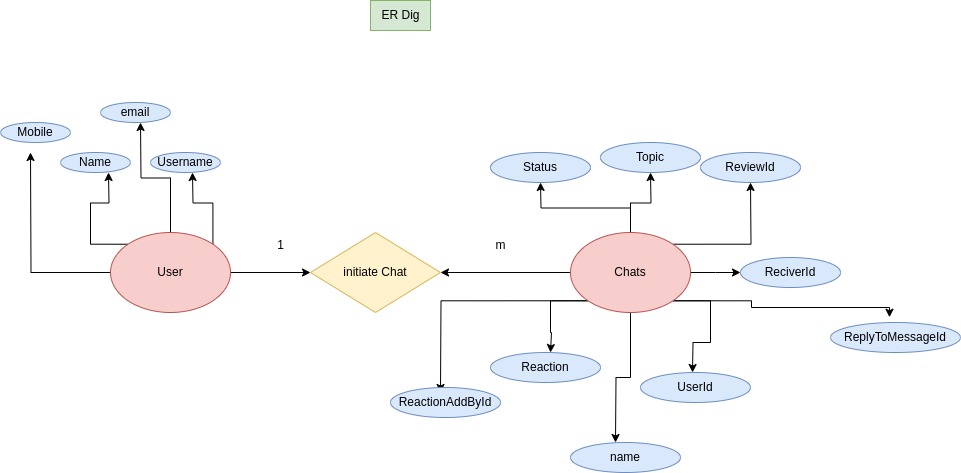 ER Dig
email
Mobile
Name
Username
Status
Topic
ReviewId
1
m
User
initiate Chat
Chats
ReciverId
ReplyToMessageId
Reaction
UserId
ReactionAddById
name